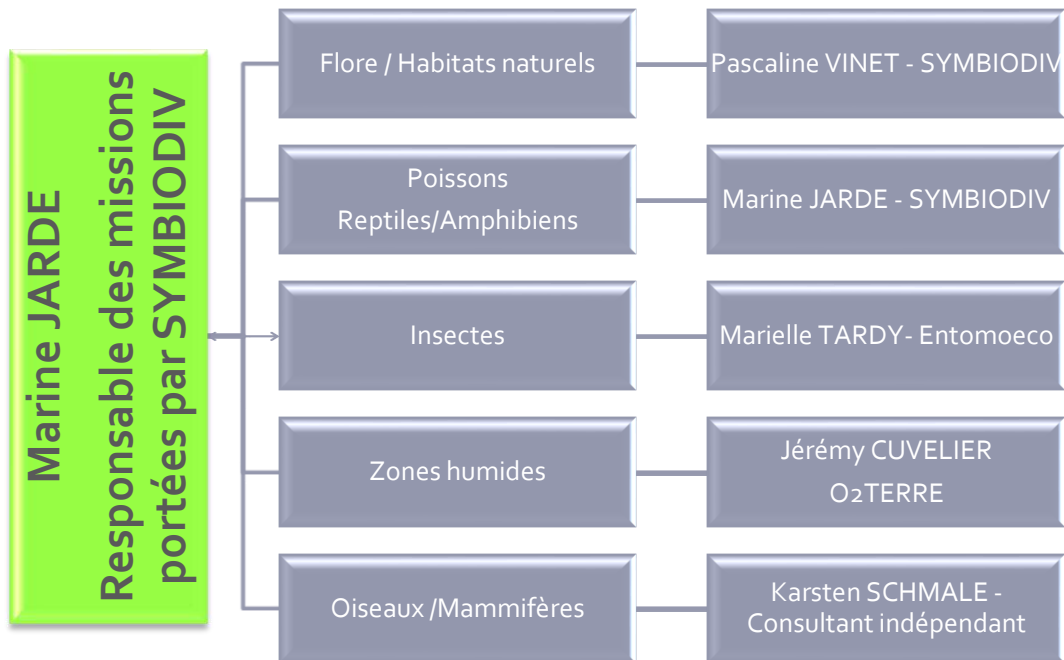 Marine JARDE
Responsable des missions
portées par SYMBIODIV
Flore / Habitats naturels
Pascaline VINET - SYMBIODIV
Poissons
Reptiles/Amphibiens
Marine JARDE - SYMBIODIV
Insectes
Marielle TARDY- Entomoeco
Zones humides
Jérémy CUVELIER
O2TERRE
Oiseaux /Mammifères
Karsten SCHMALE -
Consultant indépendant